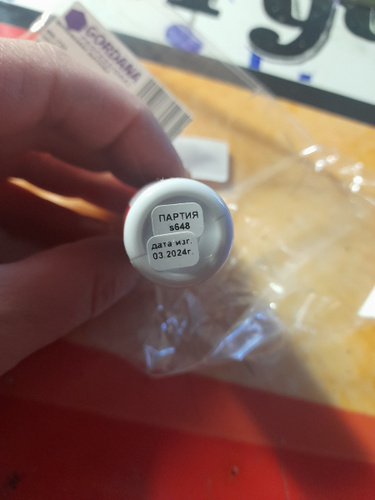 GORDANA
ПАРТИЯ
s648
дата изг.
03.2024г.